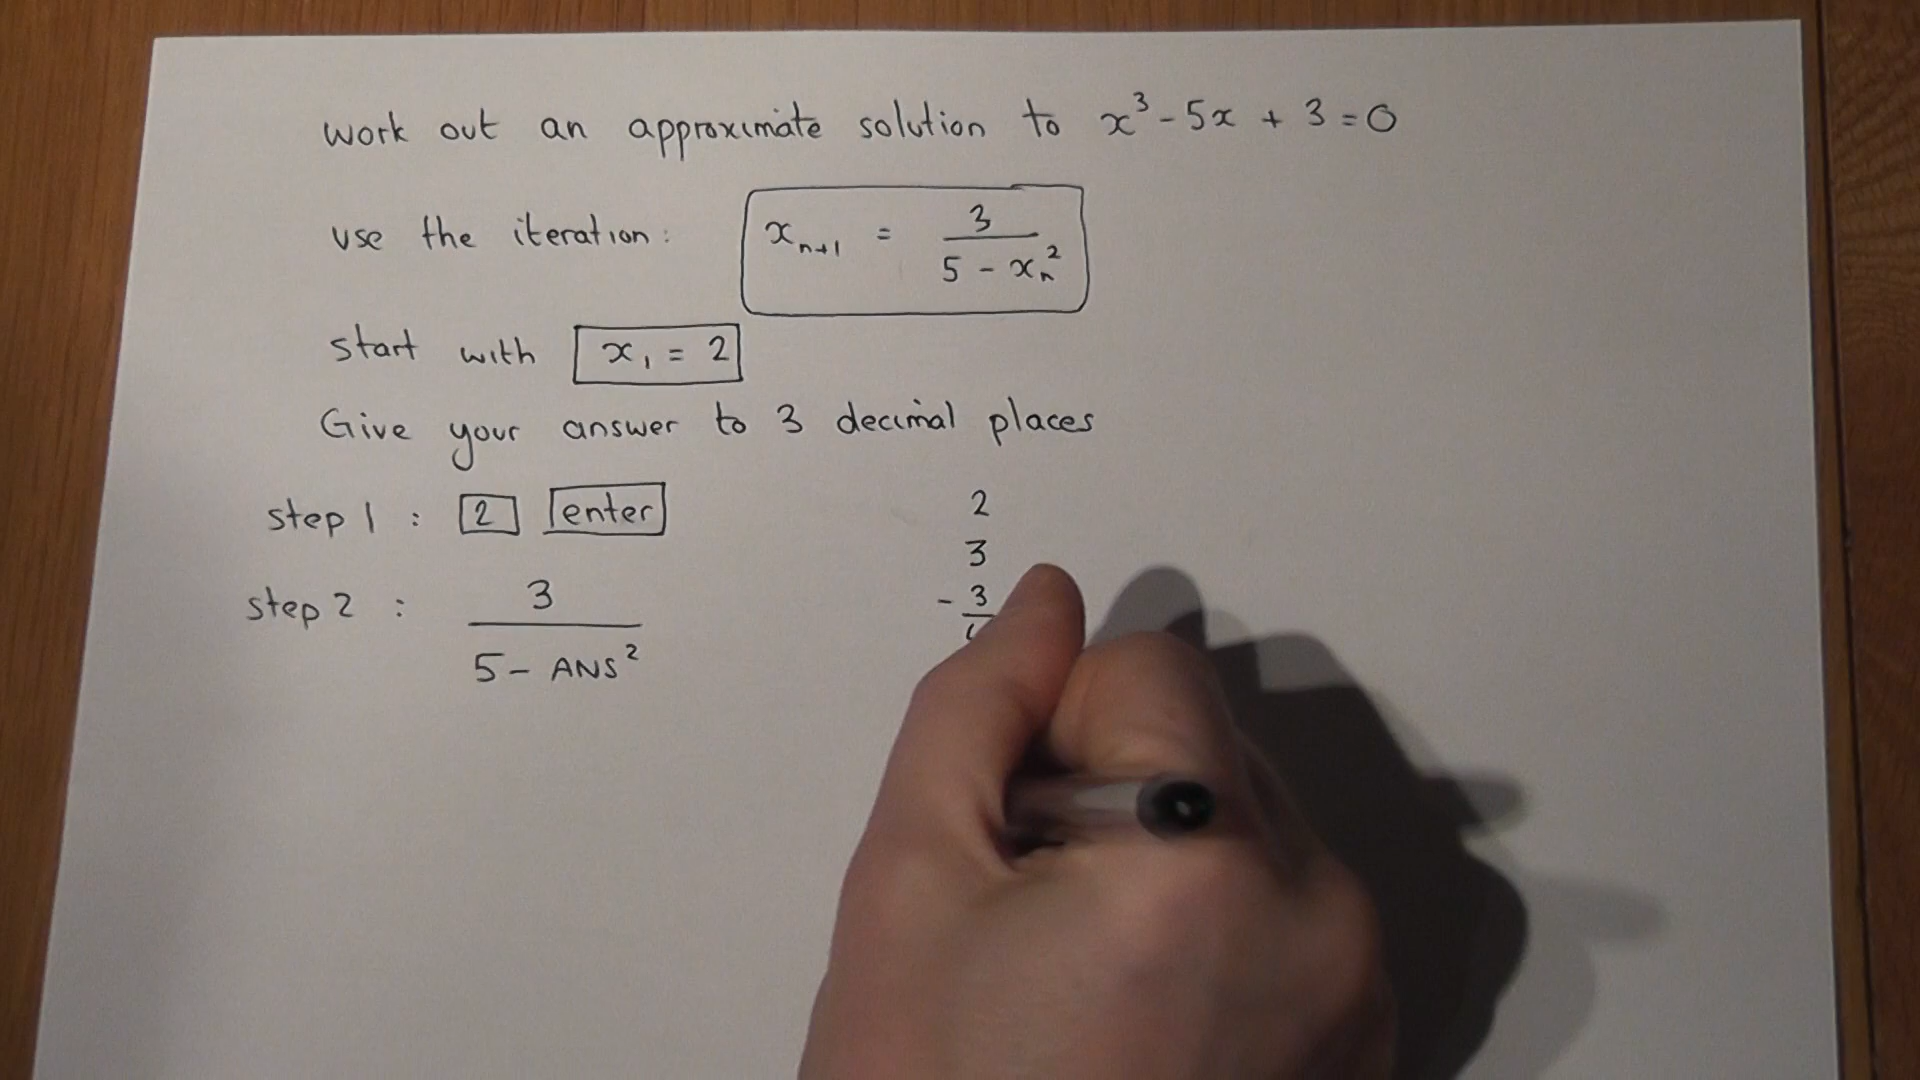 work out an approximate solution to x³ - 5x + 3 = 0
use the iteration: xₙ₊₁ = 3 / (5 - xₙ²)
start with x₁ = 2
Give your answer to 3 decimal places
step 1 : 2 enter
2
3
step 2 : 3 / (5 - ANS²)
- 3